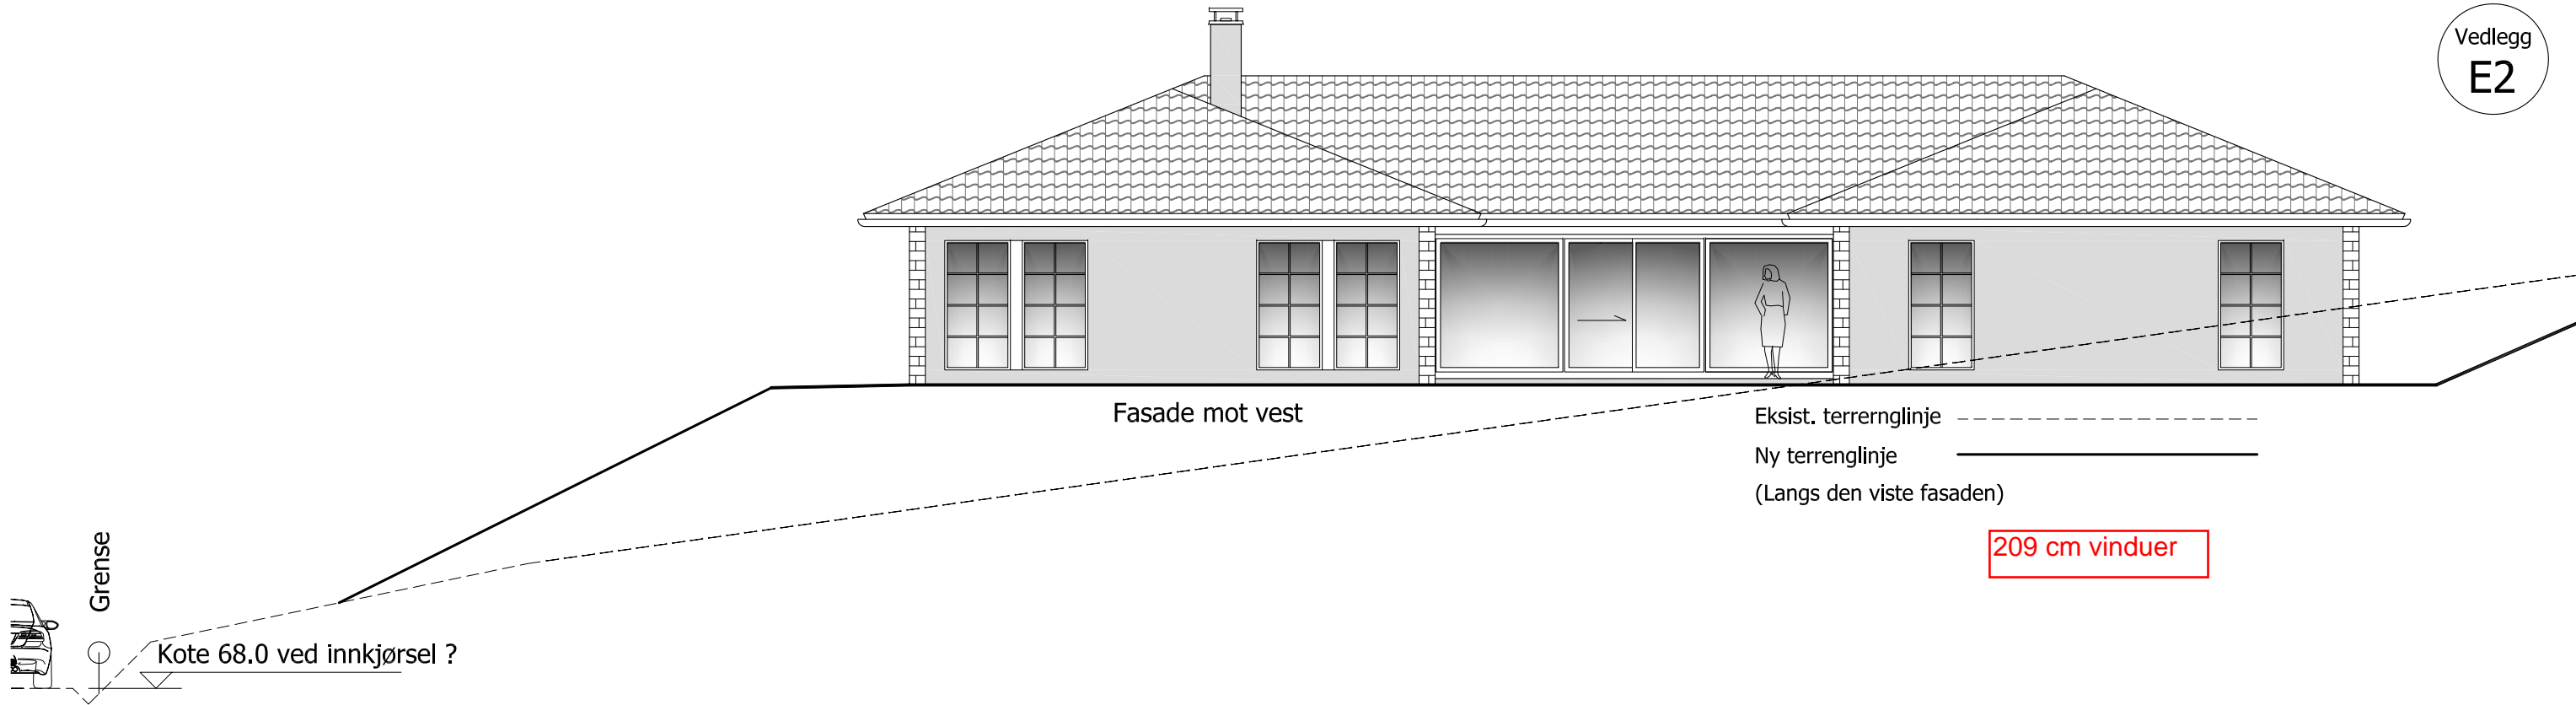 Vedlegg
E2
Fasade mot vest
Eksist. terrernglinje
Ny terrenglinje
(Langs den viste fasaden)
209 cm vinduer
Grense
Kote 68.0 ved innkjørsel ?